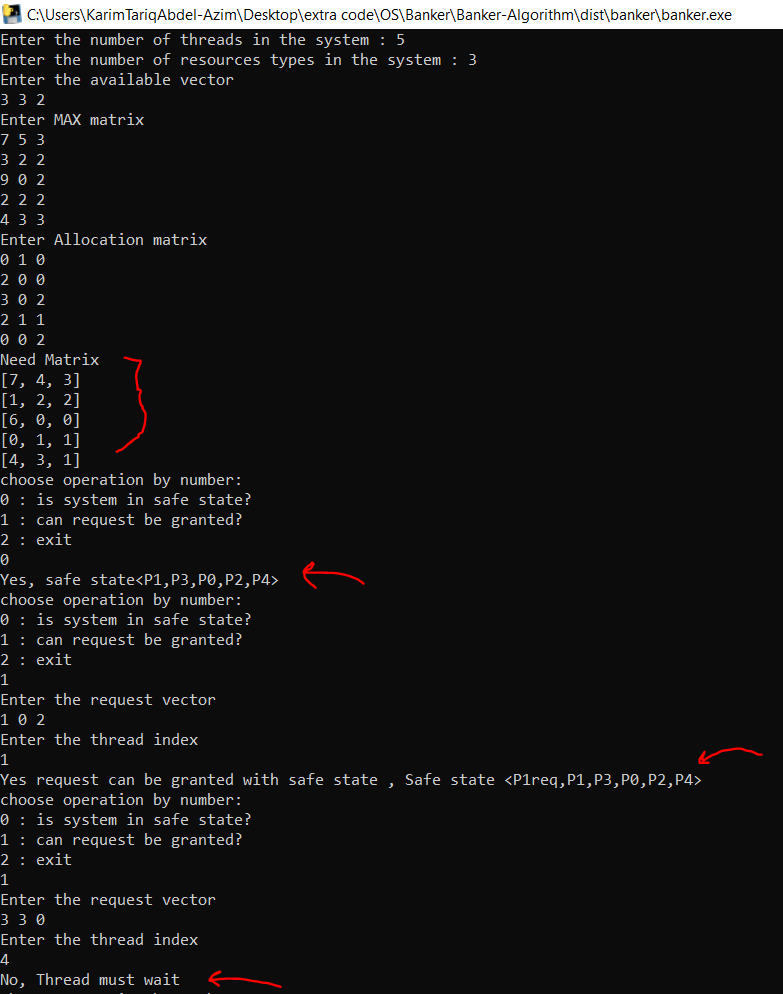 C:\Users\KarimTariqAbdel-Azim\Desktop\extra code\OS\Banker\Banker-Algorithm\dist\banker\banker.exe
Enter the number of threads in the system : 5
Enter the number of resources types in the system : 3
Enter the available vector
3 3 2
Enter MAX matrix
7 5 3
3 2 2
9 0 2
2 2 2
4 3 3
Enter Allocation matrix
0 1 0
2 0 0
3 0 2
2 1 1
0 0 2
Need Matrix
[7, 4, 3]
[1, 2, 2]
[6, 0, 0]
[0, 1, 1]
[4, 3, 1]
choose operation by number:
0 : is system in safe state?
1 : can request be granted?
2 : exit
0
Yes, safe state<P1,P3,P0,P2,P4>
choose operation by number:
0 : is system in safe state?
1 : can request be granted?
2 : exit
1
Enter the request vector
1 0 2
Enter the thread index
1
Yes request can be granted with safe state , Safe state <P1req,P1,P3,P0,P2,P4>
choose operation by number:
0 : is system in safe state?
1 : can request be granted?
2 : exit
1
Enter the request vector
3 3 0
Enter the thread index
4
No, Thread must wait